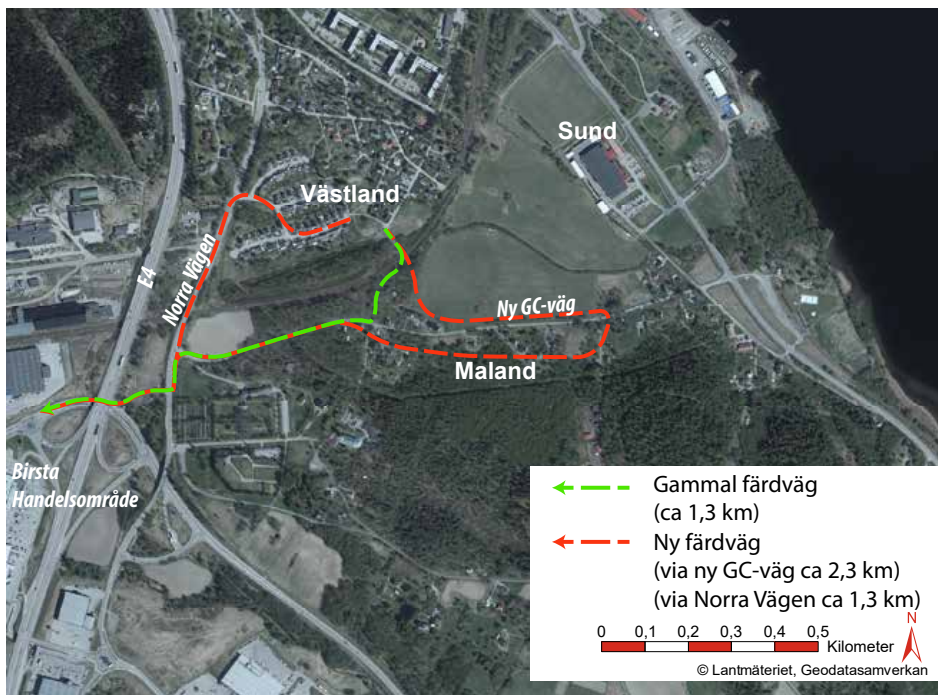 Sund
Västland
E4
Norra Vägen
Ny GC-väg
Maland
Birsta
Handelsområde
Gammal färdväg
(ca 1,3 km)
Ny färdväg
(via ny GC-väg ca 2,3 km)
(via Norra Vägen ca 1,3 km)
0 0,1 0,2 0,3 0,4 0,5
Kilometer
N
© Lantmäteriet, Geodatasamverkan